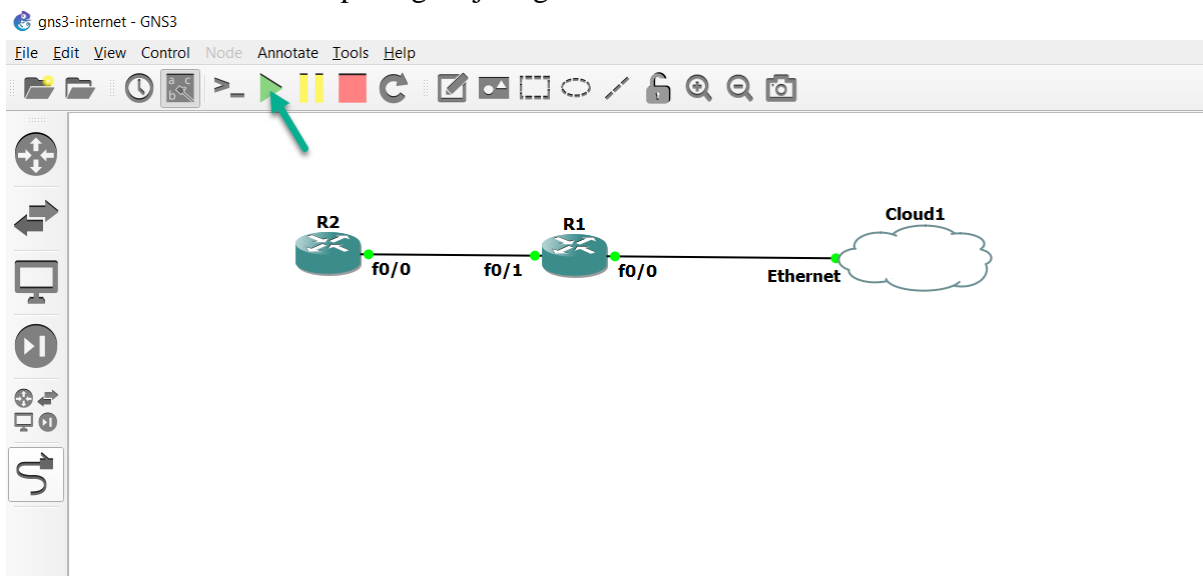 gns3-internet - GNS3
File Edit View Control Node Annotate Tools Help
R2
R1
Cloud1
f0/0
f0/1
f0/0
Ethernet